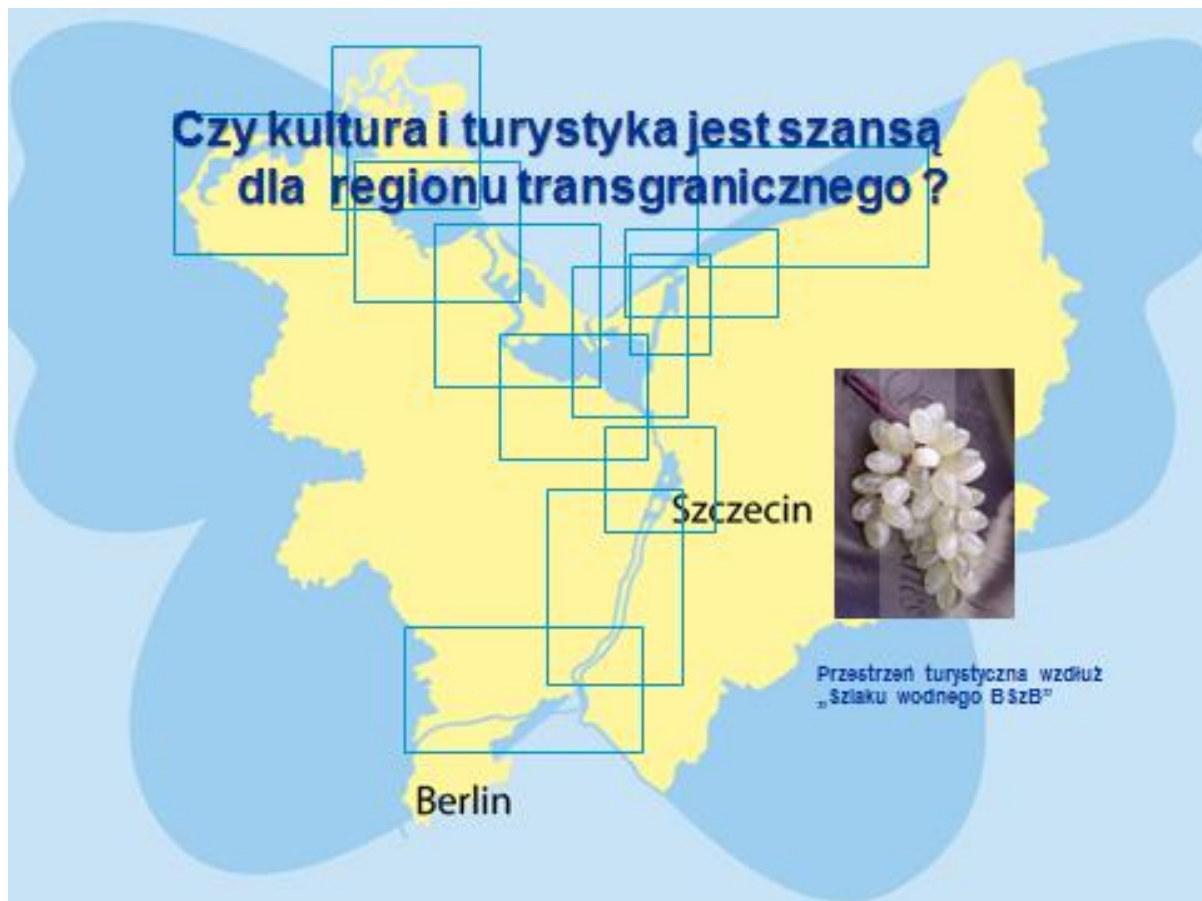 Czy kultura i turystyka jest szansą
dla regionu transgranicznego ?
Szczecin
Przestrzeń turystyczna wzdłuż
„Szlaku wodnego BSzB”
Berlin